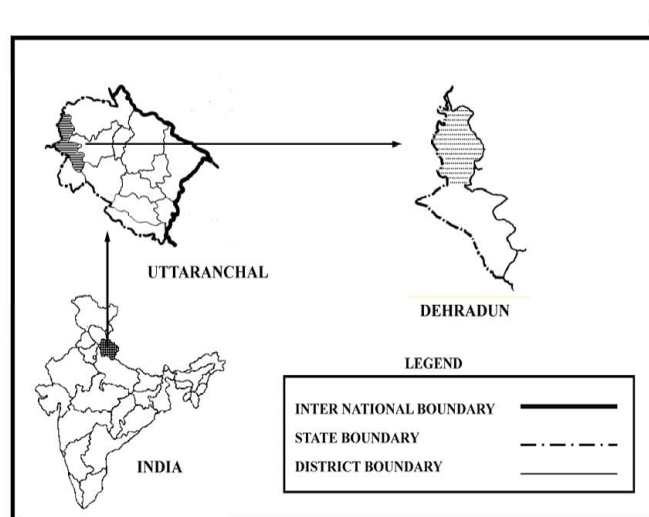 UTTARANCHAL
DEHRADUN
INDIA
LEGEND
INTER NATIONAL BOUNDARY
STATE BOUNDARY
DISTRICT BOUNDARY